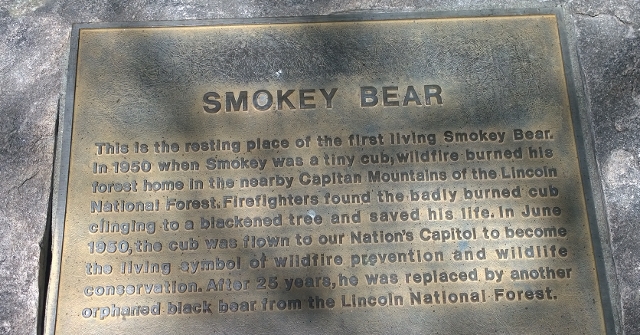 SMOKEY BEAR
This is the resting place of the first living Smokey Bear.
In 1950 when Smokey was a tiny cub, wildfire burned his
forest home in the nearby Capitan Mountains of the Lincoln
National Forest. Firefighters found the badly burned cub
clinging to a blackened tree and saved his life. In June
1950, the cub was flown to our Nation's Capitol to become
the living symbol of wildfire prevention and wildlife
conservation. After 25 years, he was replaced by another
orphaned black bear from the Lincoln National Forest.